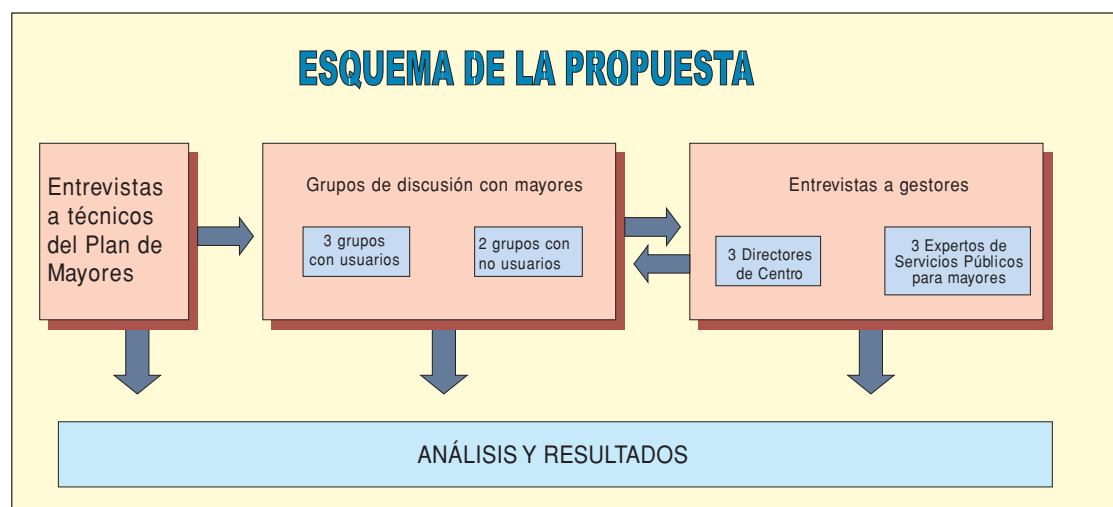 ESQUEMA DE LA PROPUESTA
Entrevistas
a técnicos
del Plan de
Mayores
Grupos de discusión con mayores
3 grupos
con usuarios
2 grupos con
no usuarios
Entrevistas a gestores
3 Directores
de Centro
3 Expertos de
Servicios Públicos
para mayores
ANÁLISIS Y RESULTADOS